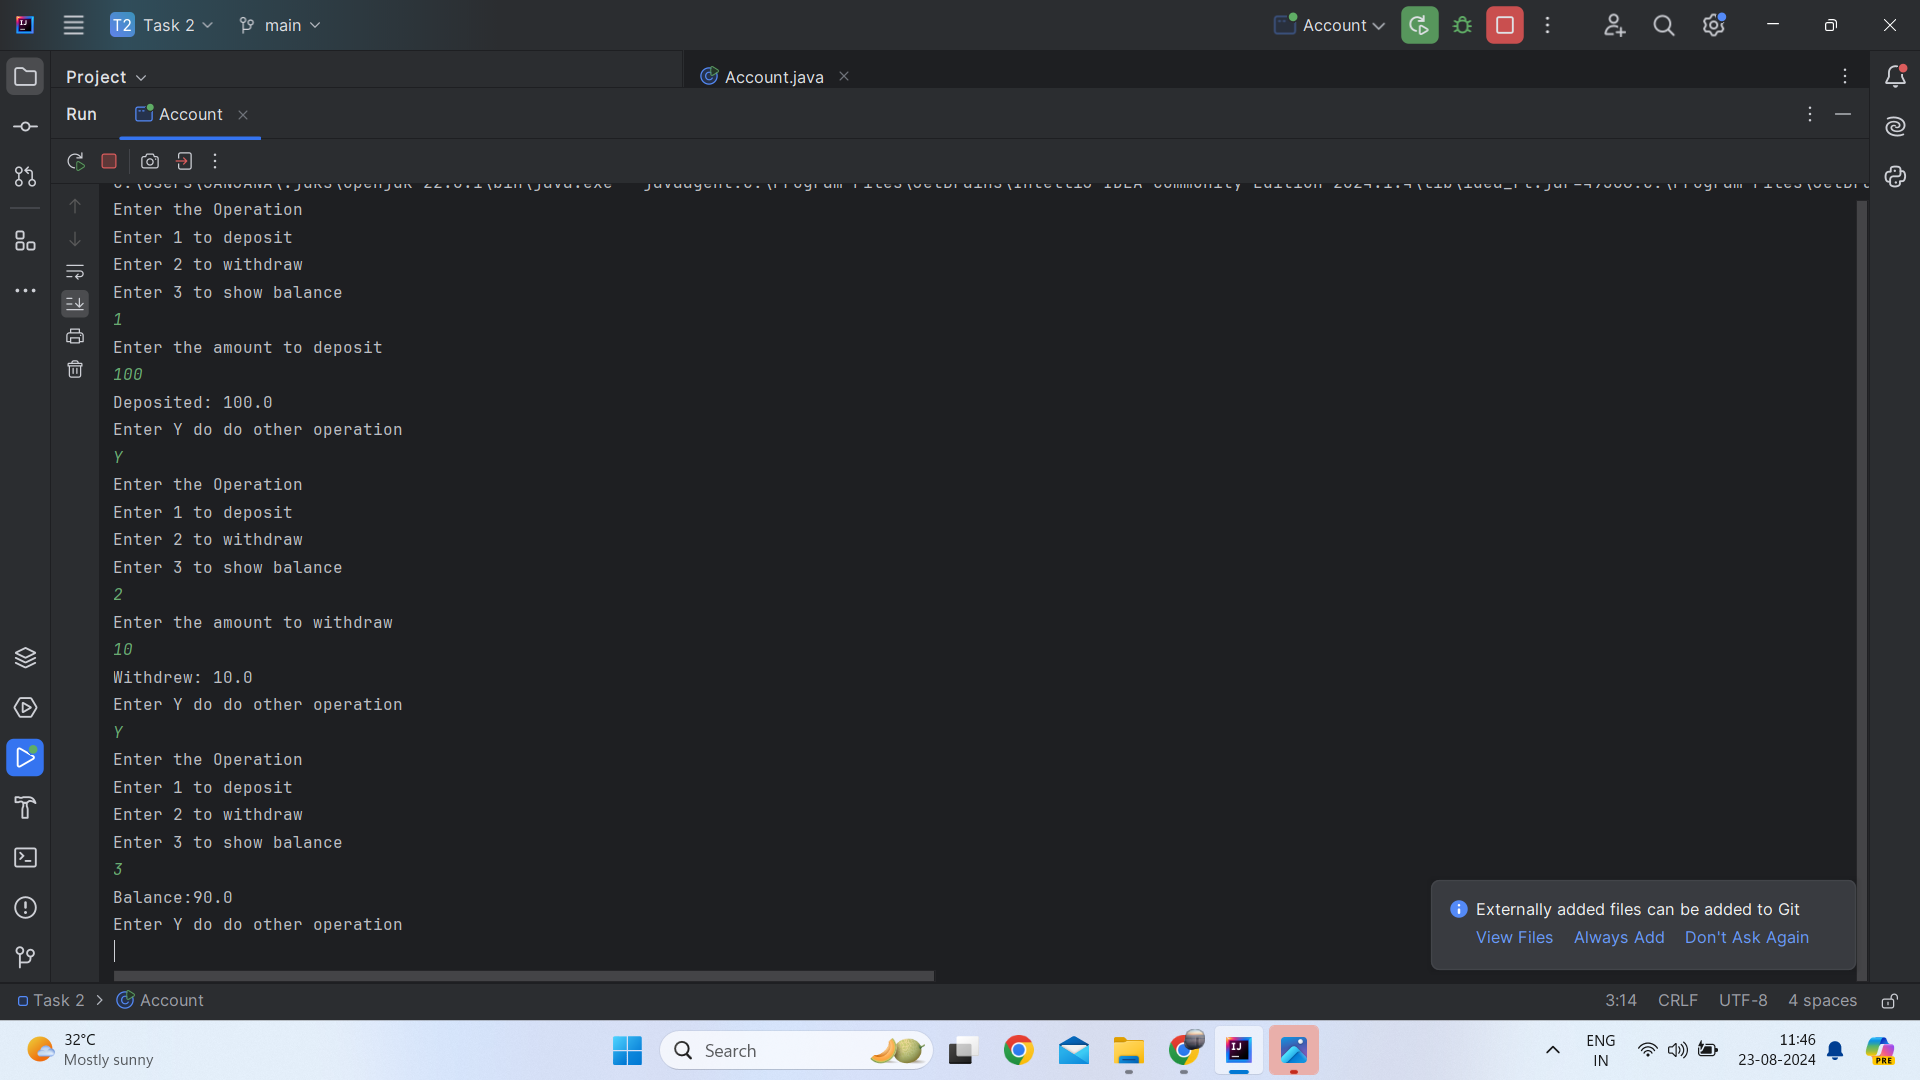 T2 Task 2 main Account
Project Account.java
Run Account
Enter the Operation
Enter 1 to deposit
Enter 2 to withdraw
Enter 3 to show balance
1
Enter the amount to deposit
100
Deposited: 100.0
Enter Y do do other operation
Y
Enter the Operation
Enter 1 to deposit
Enter 2 to withdraw
Enter 3 to show balance
2
Enter the amount to withdraw
10
Withdrew: 10.0
Enter Y do do other operation
Y
Enter the Operation
Enter 1 to deposit
Enter 2 to withdraw
Enter 3 to show balance
3
Balance:90.0
Enter Y do do other operation
Externally added files can be added to Git
View Files Always Add Don't Ask Again
Task 2 Account 3:14 CRLF UTF-8 4 spaces
32°C
Mostly sunny
Search
ENG
IN
11:46
23-08-2024
PRE